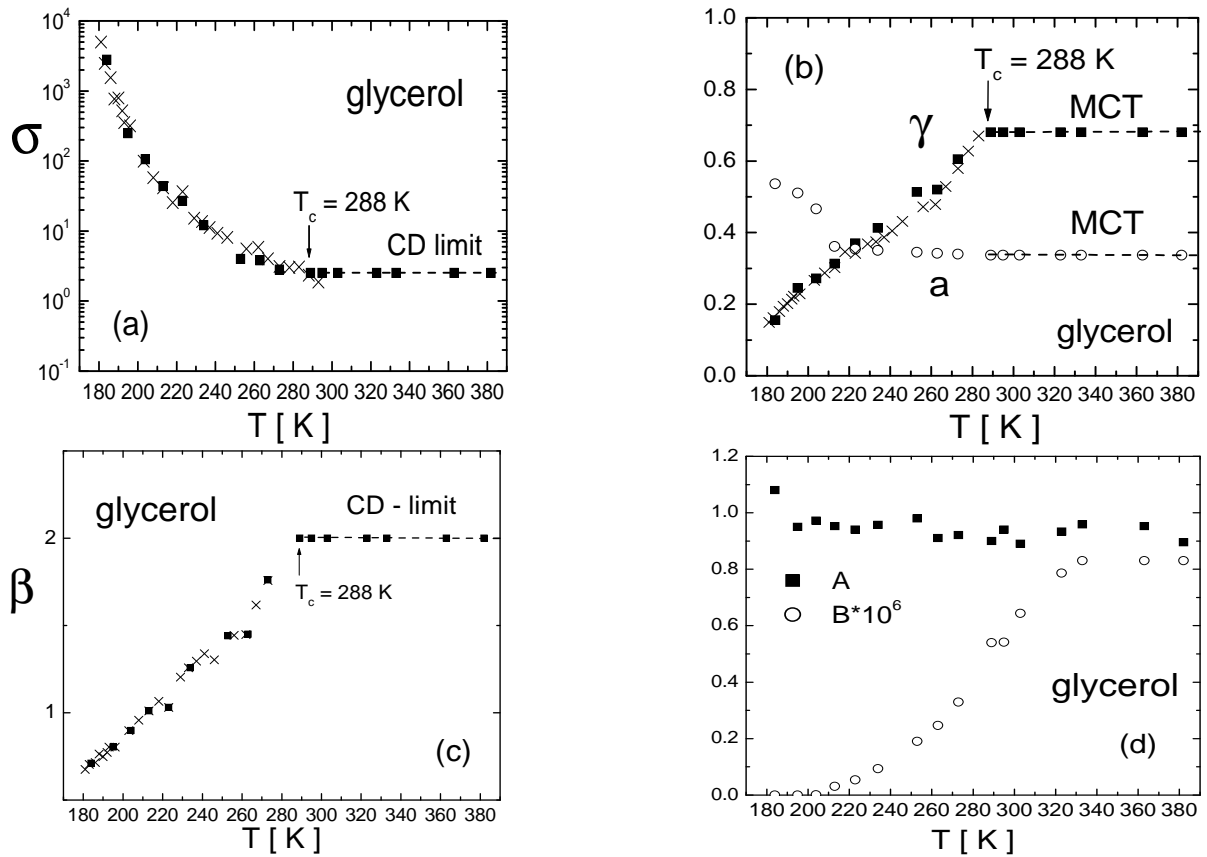 10^4
10^3
10^2
10^1
10^0
10^-1
σ
glycerol
T_c = 288 K
CD limit
(a)
180 200 220 240 260 280 300 320 340 360 380
T [ K ]
1.0
0.8
0.6
0.4
0.2
0.0
(b)
T_c = 288 K
MCT
γ
MCT
a
glycerol
180 200 220 240 260 280 300 320 340 360 380
T [ K ]
2
1
β
glycerol
CD - limit
T_c = 288 K
(c)
180 200 220 240 260 280 300 320 340 360 380
T [ K ]
1.2
1.0
0.8
0.6
0.4
0.2
0.0
A
B*10^6
glycerol
(d)
180 200 220 240 260 280 300 320 340 360 380
T [ K ]